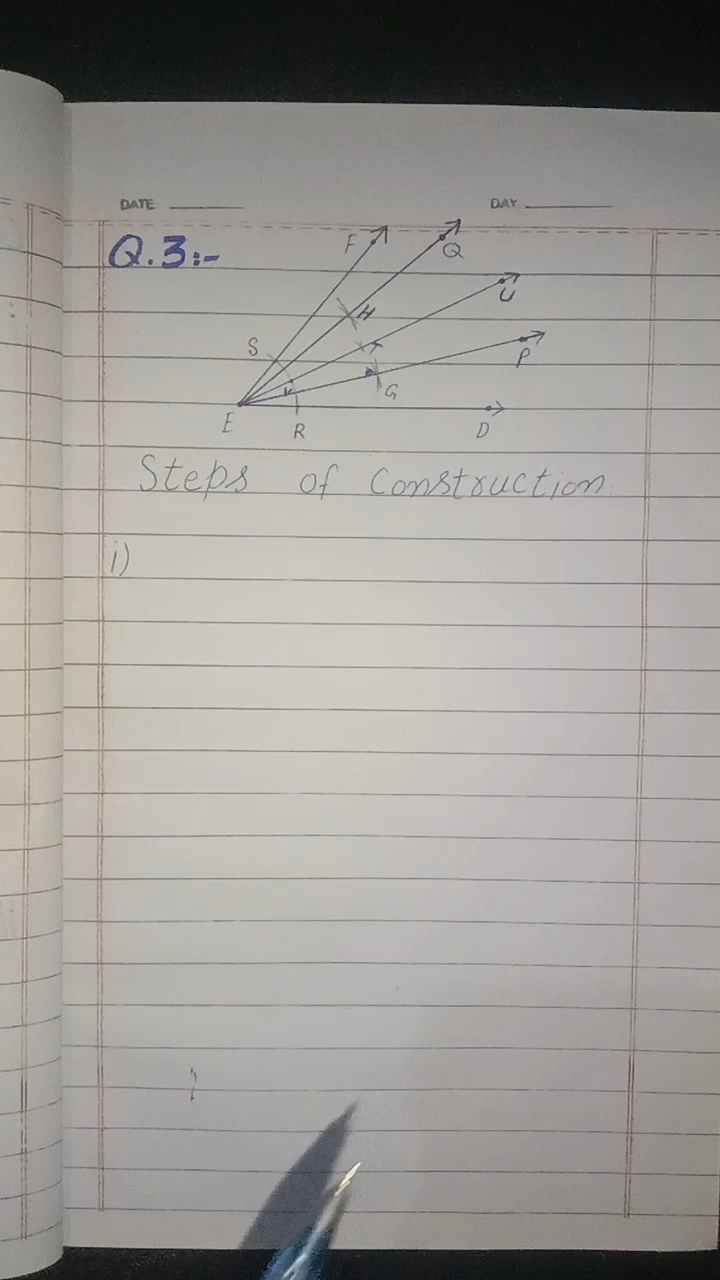 DATE
DAY
Q.3:-
F
Q
U
H
S
T
P
V
G
E
R
D
Steps of Construction
i)